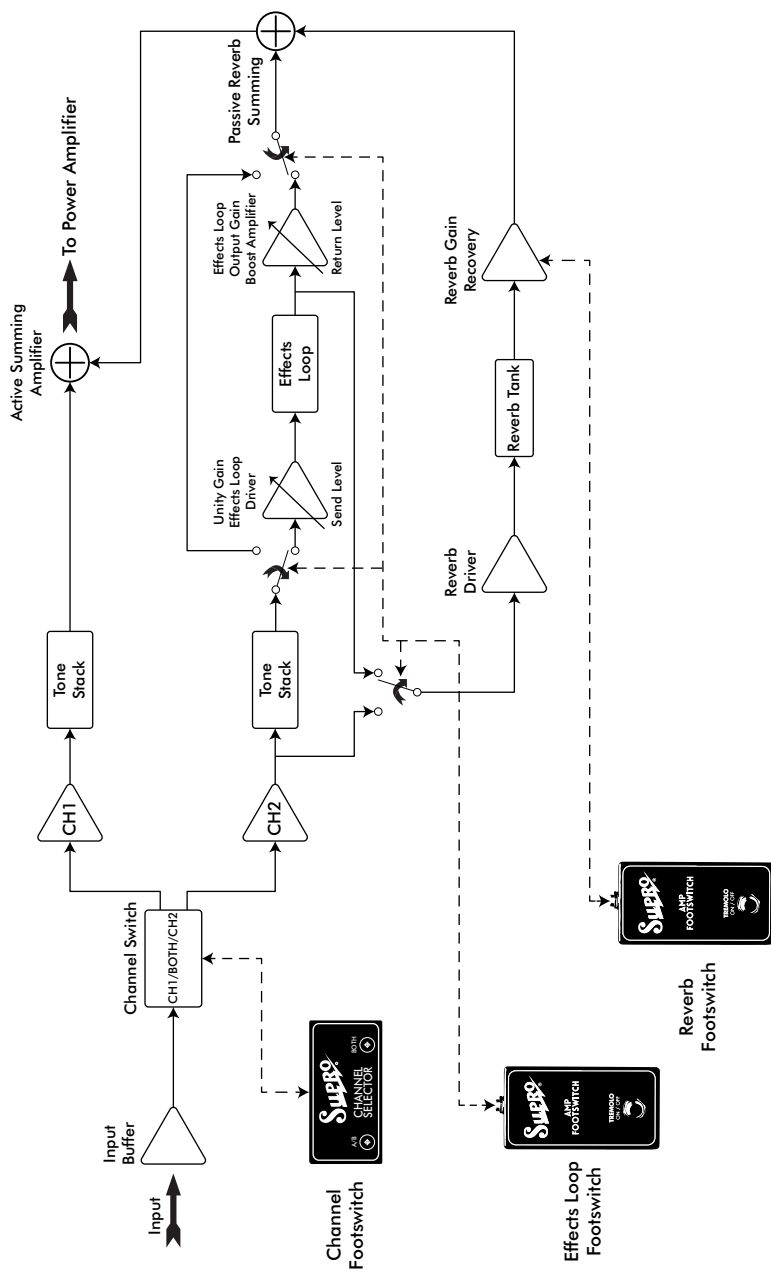 Input
Input
Buffer
Channel Switch
CH1/BOTH/CH2
CH1
Tone
Stack
Active Summing
Amplifier
To Power Amplifier
CH2
Tone
Stack
Unity Gain
Effects Loop
Driver
Send Level
Effects
Loop
Effects Loop
Output Gain
Boost Amplifier
Return Level
Passive Reverb
Summing
Reverb
Driver
Reverb Tank
Reverb Gain
Recovery
Channel
Footswitch
A/B
SUPRO®
CHANNEL
SELECTOR
BOTH
Effects Loop
Footswitch
SUPRO®
AMP
FOOTSWITCH
TREMOLO
ON / OFF
Reverb
Footswitch
SUPRO®
AMP
FOOTSWITCH
TREMOLO
ON / OFF